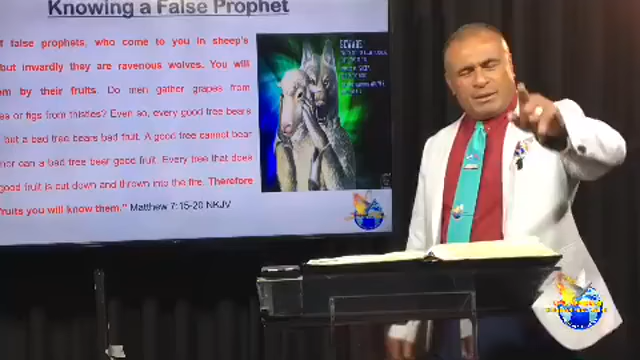 Knowing a False Prophet
f false prophets, who come to you in sheep's
but inwardly they are ravenous wolves. You will
em by their fruits. Do men gather grapes from
es or figs from thistles? Even so, every good tree bears
but a bad tree bears bad fruit. A good tree cannot bear
nor can a bad tree bear good fruit. Every tree that does
good fruit is cut down and thrown into the fire. Therefore
fruits you will know them." Matthew 7:15-20 NKJV
BEWARE